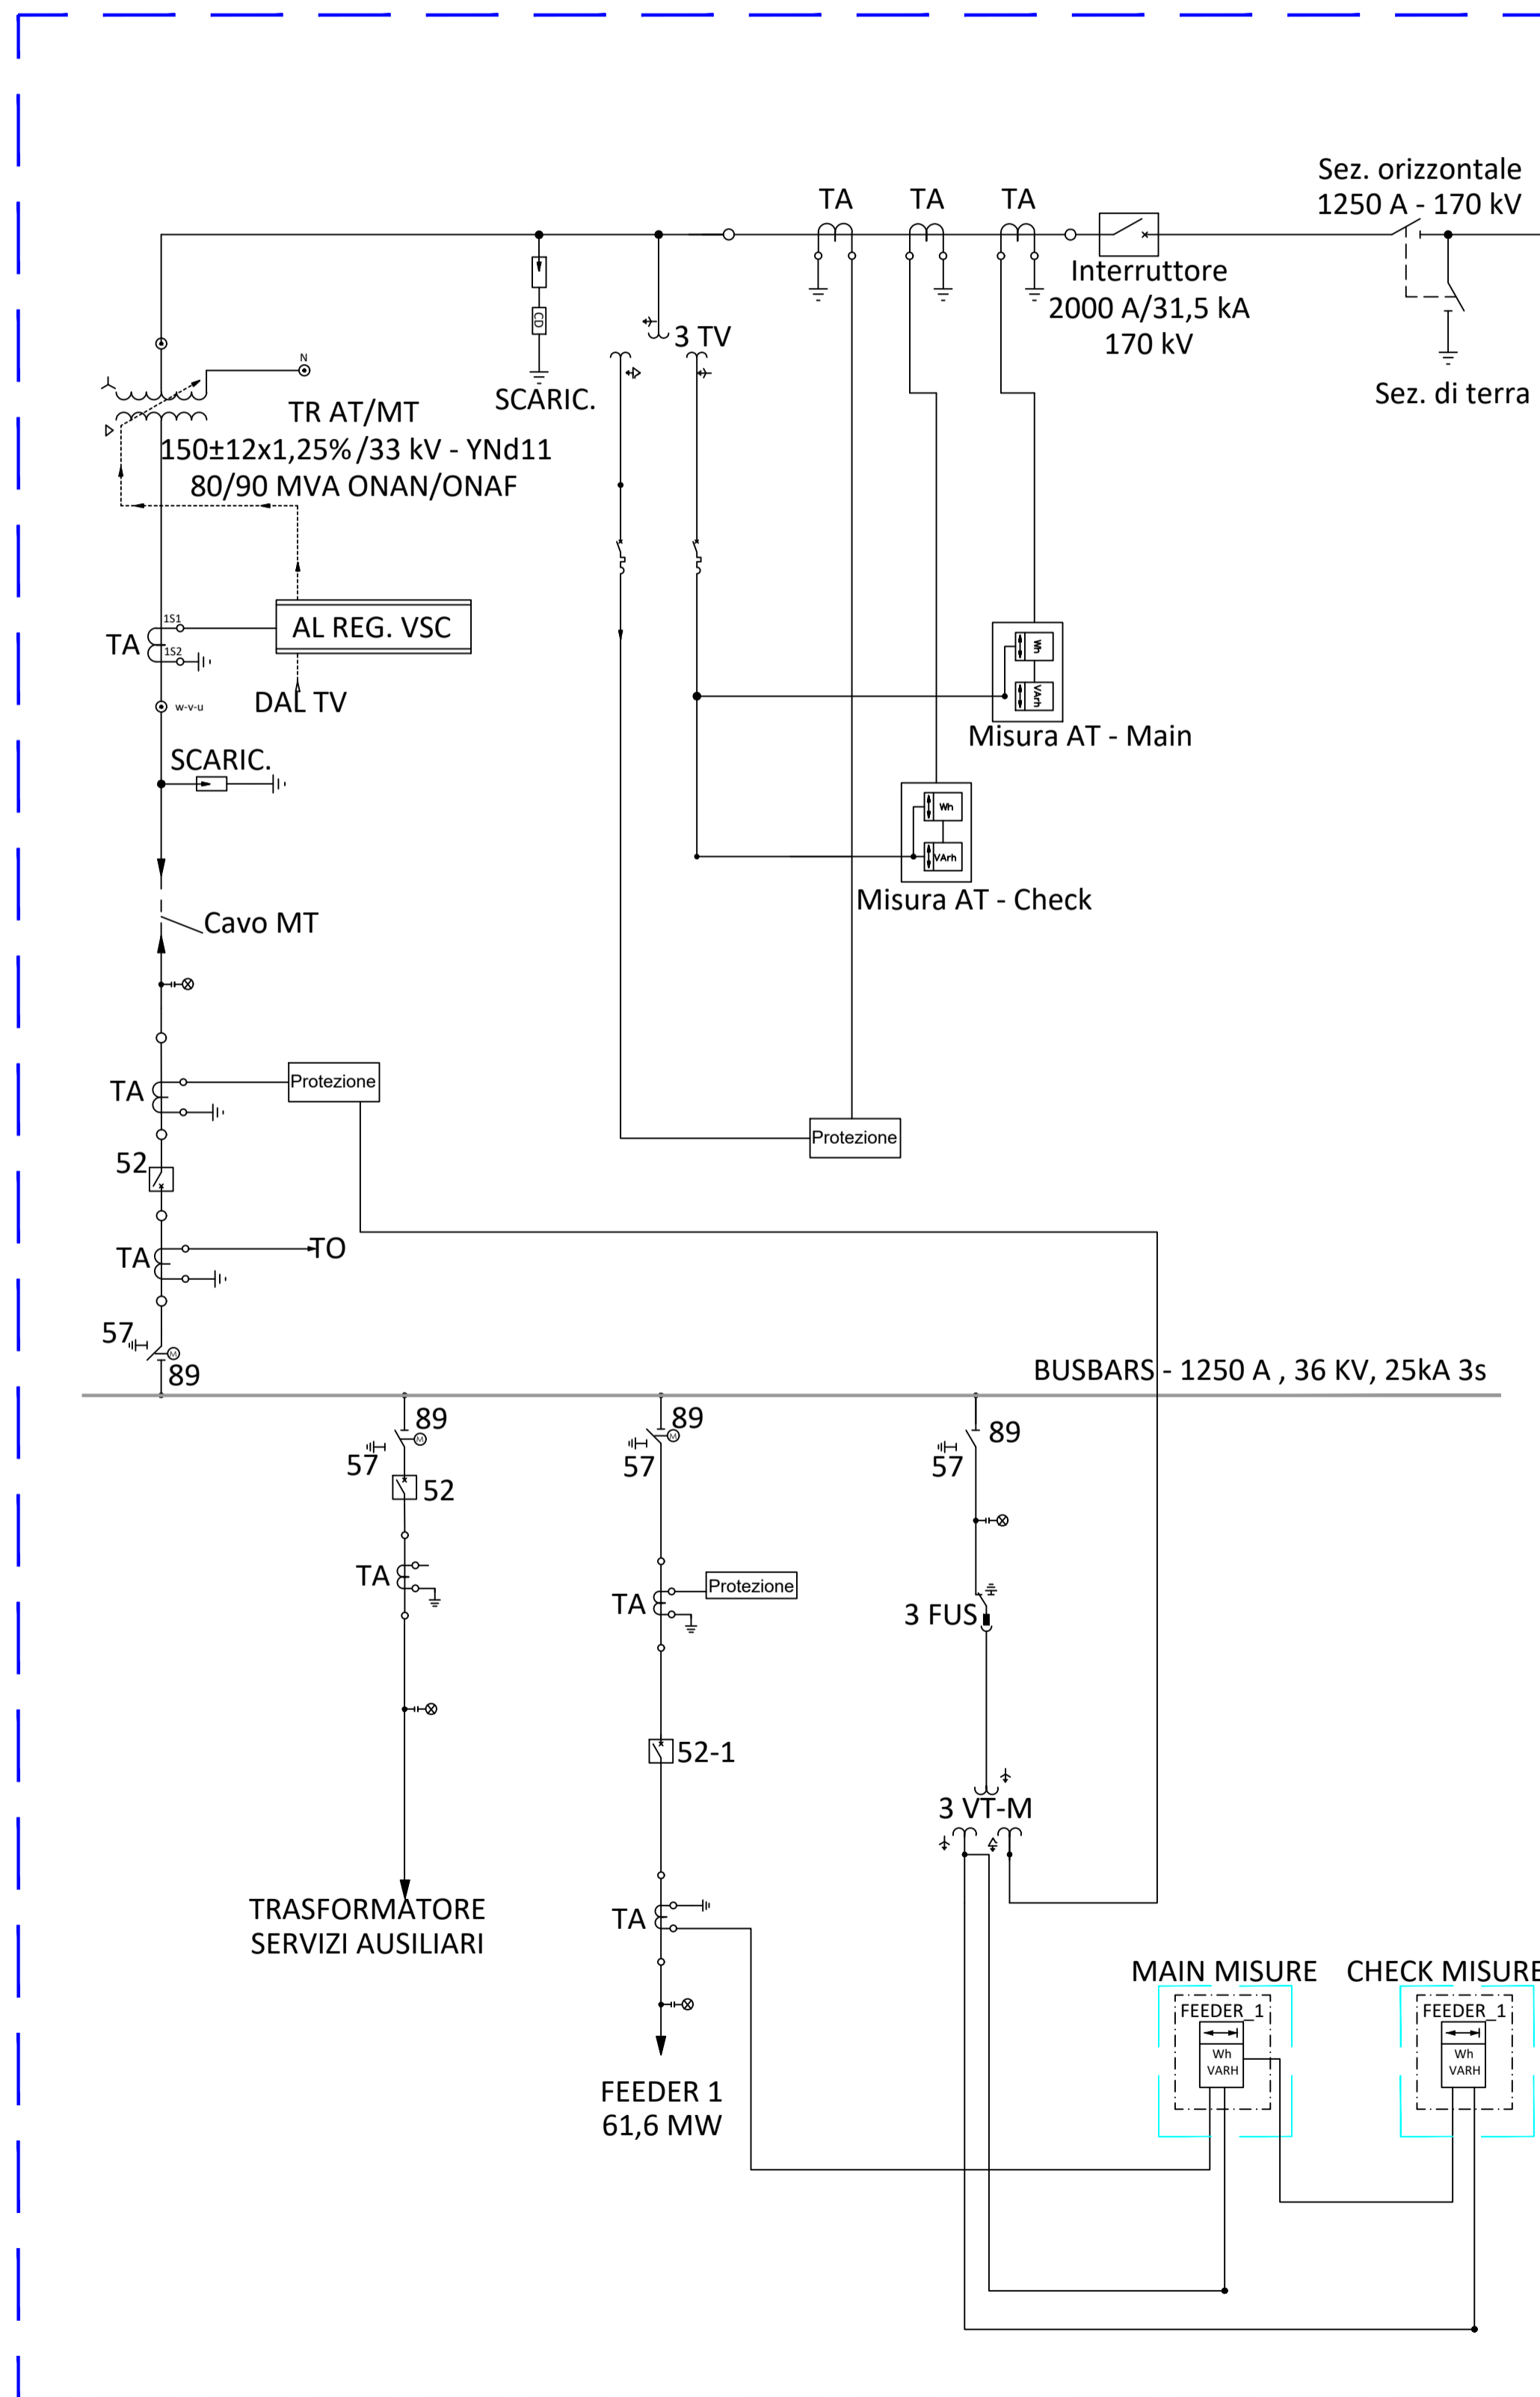 Sez. orizzontale
1250 A - 170 kV
TA
TA
TA
Interruttore
2000 A/31,5 kA
170 kV
Sez. di terra
3 TV
CD
SCARIC.
N
TR AT/MT
150±12x1,25% /33 kV - YNd11
80/90 MVA ONAN/ONAF
1S1
TA
1S2
AL REG. VSC
DAL TV
w-v-u
Wh
VArh
Misura AT - Main
SCARIC.
Wh
VArh
Misura AT - Check
Cavo MT
TA
Protezione
Protezione
52
TA
TO
57
M
89
BUSBARS - 1250 A , 36 KV, 25kA 3s
89
M
57
52
TA
TRASFORMATORE
SERVIZI AUSILIARI
89
M
57
TA
Protezione
52-1
TA
FEEDER 1
61,6 MW
89
57
3 FUS
3 VT-M
MAIN MISURE
FEEDER_1
Wh
VARH
CHECK MISURE
FEEDER_1
Wh
VARH